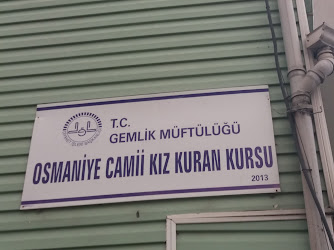 T.C.
GEMLİK MÜFTÜLÜĞÜ
OSMANİYE CAMİİ KIZ KURAN KURSU
2013